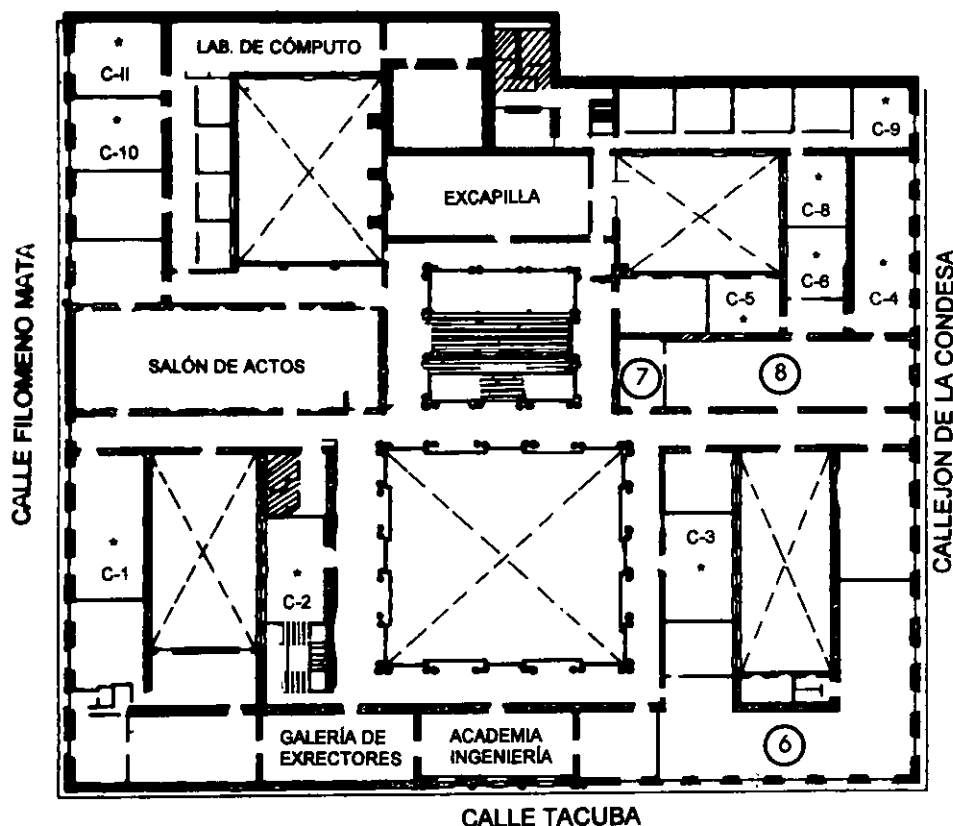 LAB. DE CÓMPUTO
C-II
C-10
C-9
EXCAPILLA
C-8
C-6
C-5
C-4
CALLE FILOMENO MATA
SALÓN DE ACTOS
7
8
CALLEJON DE LA CONDESA
C-1
C-2
C-3
GALERÍA DE
EXRECTORES
ACADEMIA
INGENIERÍA
6
CALLE TACUBA